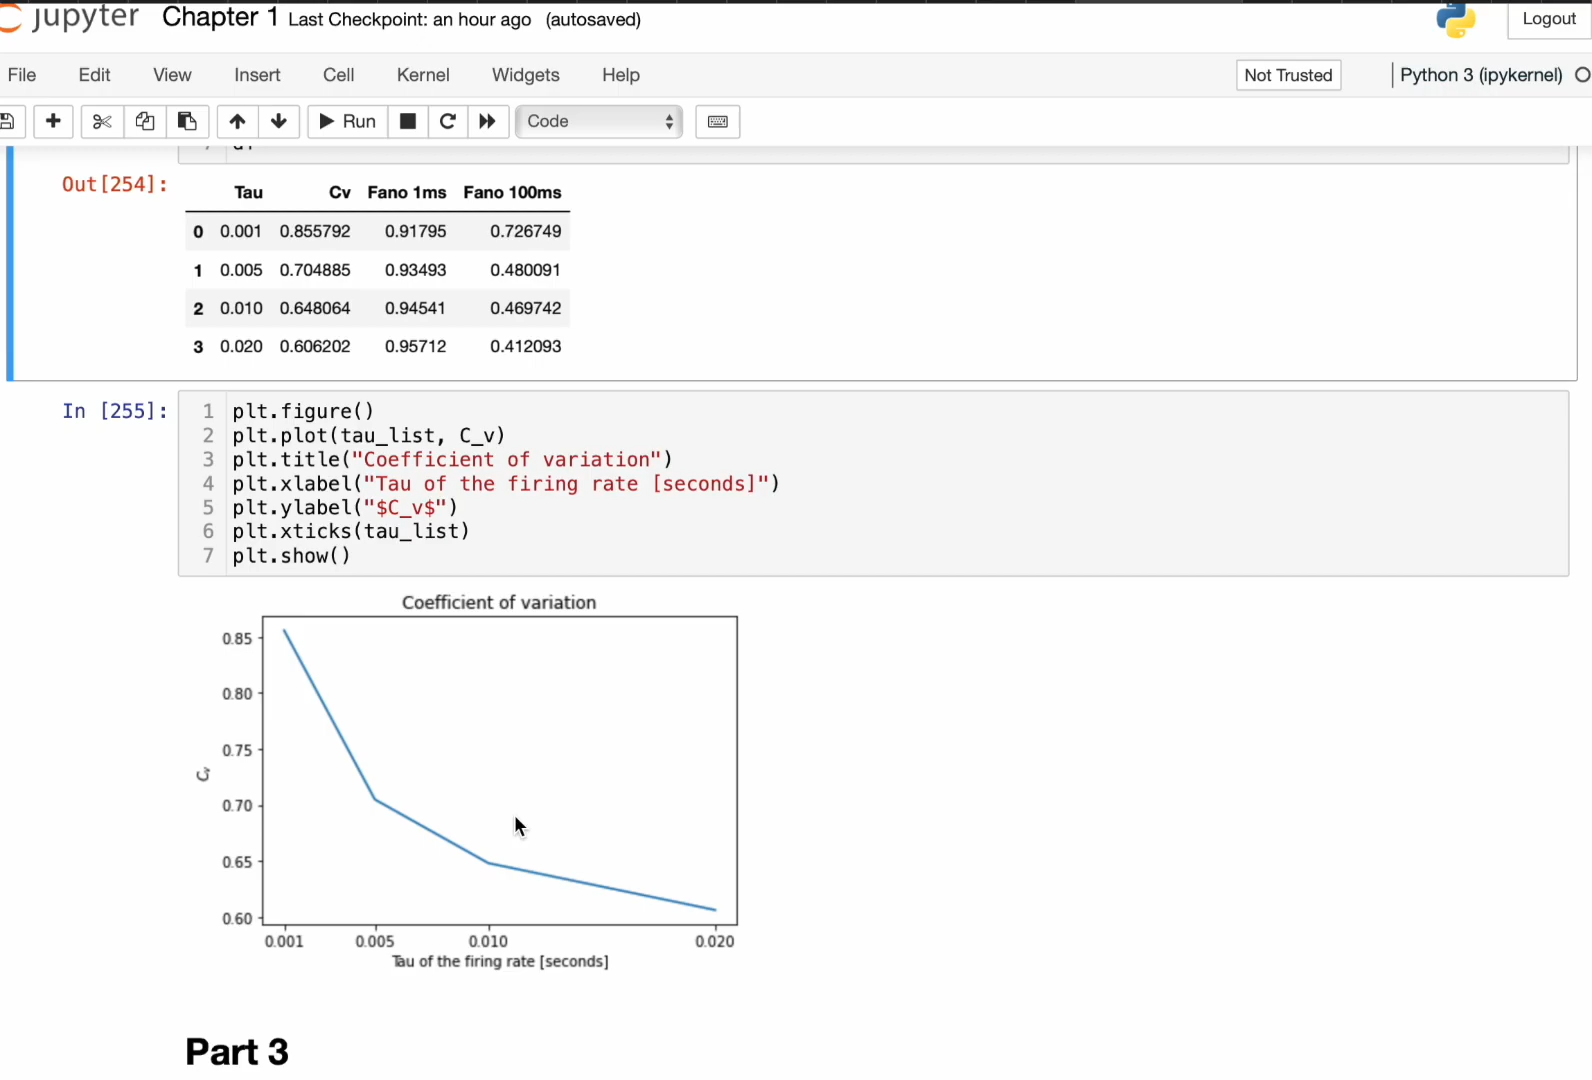 jupyter Chapter 1 Last Checkpoint: an hour ago (autosaved) Logout
File Edit View Insert Cell Kernel Widgets Help Not Trusted Python 3 (ipykernel)
Run Code
Out[254]:
Tau Cv Fano 1ms Fano 100ms
0 0.001 0.855792 0.91795 0.726749
1 0.005 0.704885 0.93493 0.480091
2 0.010 0.648064 0.94541 0.469742
3 0.020 0.606202 0.95712 0.412093
In [255]:
1 plt.figure()
2 plt.plot(tau_list, C_v)
3 plt.title("Coefficient of variation")
4 plt.xlabel("Tau of the firing rate [seconds]")
5 plt.ylabel("$C_v$")
6 plt.xticks(tau_list)
7 plt.show()
Coefficient of variation
0.85
0.80
0.75
Cv
0.70
0.65
0.60
0.001 0.005 0.010 0.020
Tau of the firing rate [seconds]
Part 3